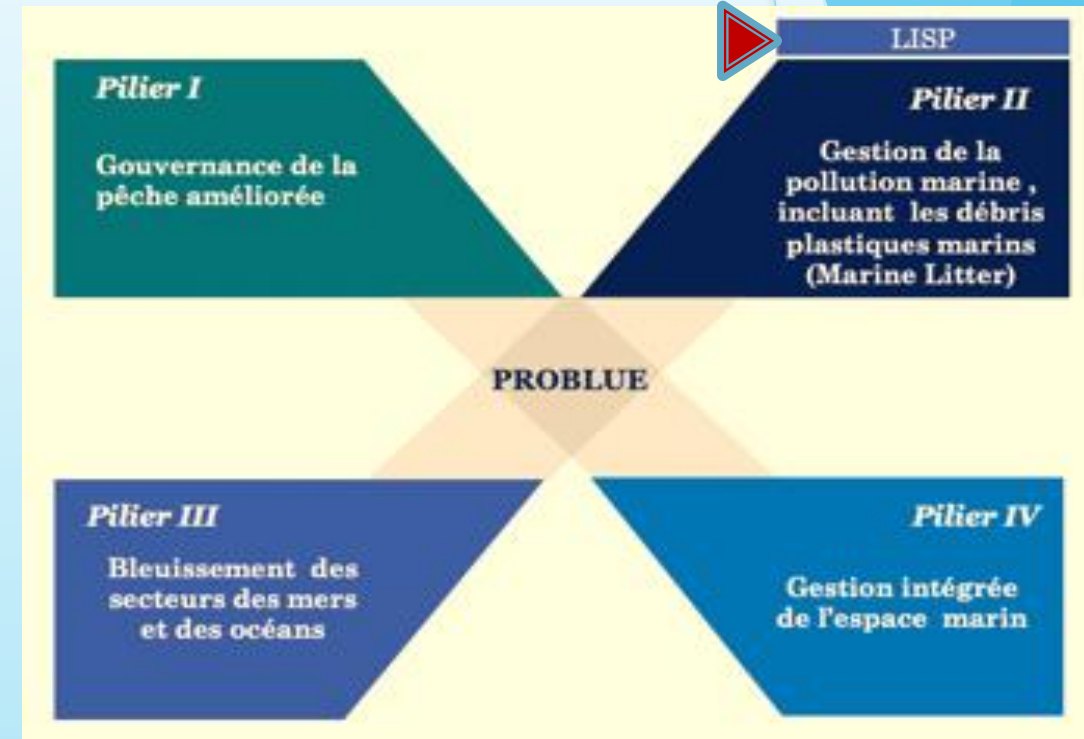 Pilier I
Gouvernance de la
pêche améliorée
LISP
Pilier II
Gestion de la
pollution marine ,
incluant les débris
plastiques marins
(Marine Litter)
PROBLUE
Pilier III
Bleuissement des
secteurs des mers
et des océans
Pilier IV
Gestion intégrée
de l'espace marin